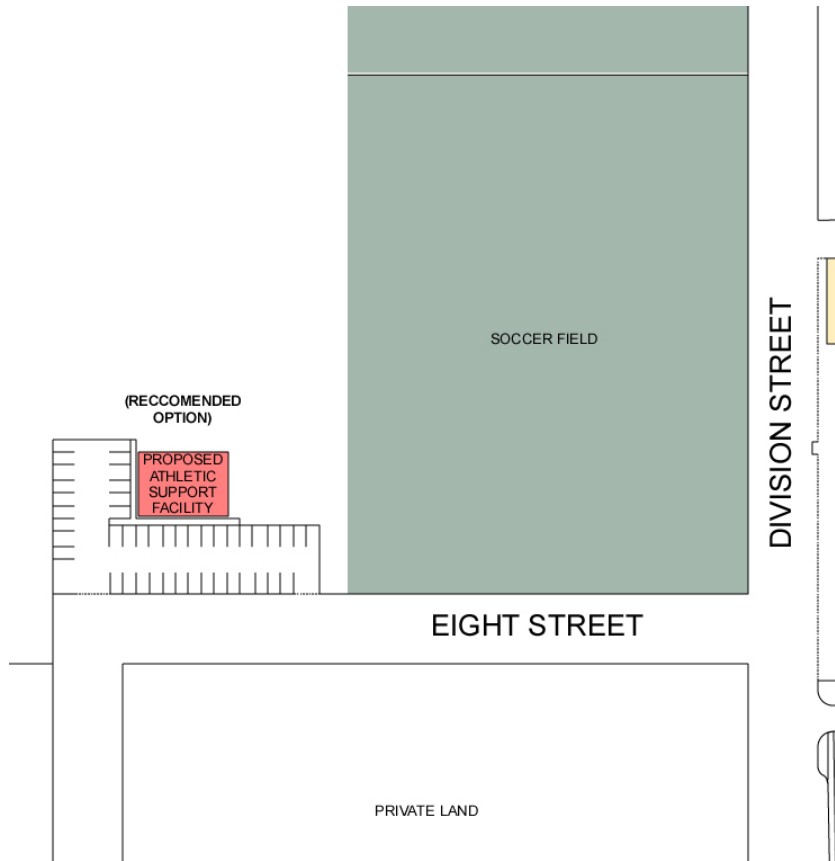 SOCCER FIELD
DIVISION STREET
(RECCOMENDED
OPTION)
PROPOSED
ATHLETIC
SUPPORT
FACILITY
EIGHT STREET
PRIVATE LAND